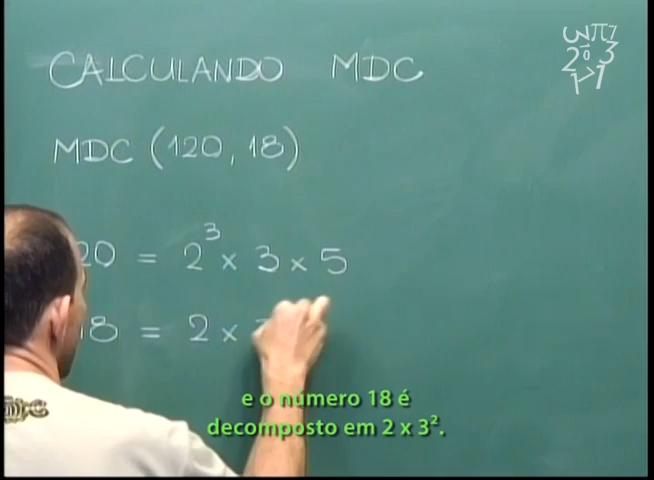 CALCULANDO MDC
MDC (120, 18)
20 = 2³ x 3 x 5
18 = 2 x
e o número 18 é
decomposto em 2 x 3².